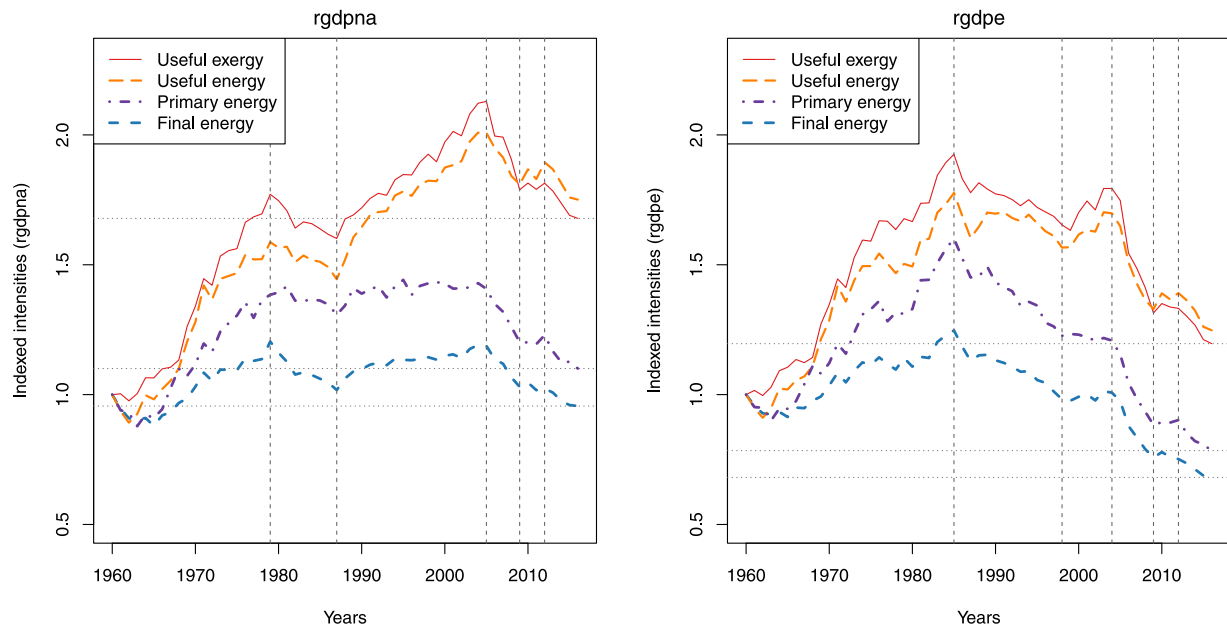 rgdpna
Useful exergy
Useful energy
Primary energy
Final energy
Indexed intensities (rgdpna)
2.0
1.5
1.0
0.5
1960 1970 1980 1990 2000 2010
Years
rgdpe
Useful exergy
Useful energy
Primary energy
Final energy
Indexed intensities (rgdpe)
2.0
1.5
1.0
0.5
1960 1970 1980 1990 2000 2010
Years